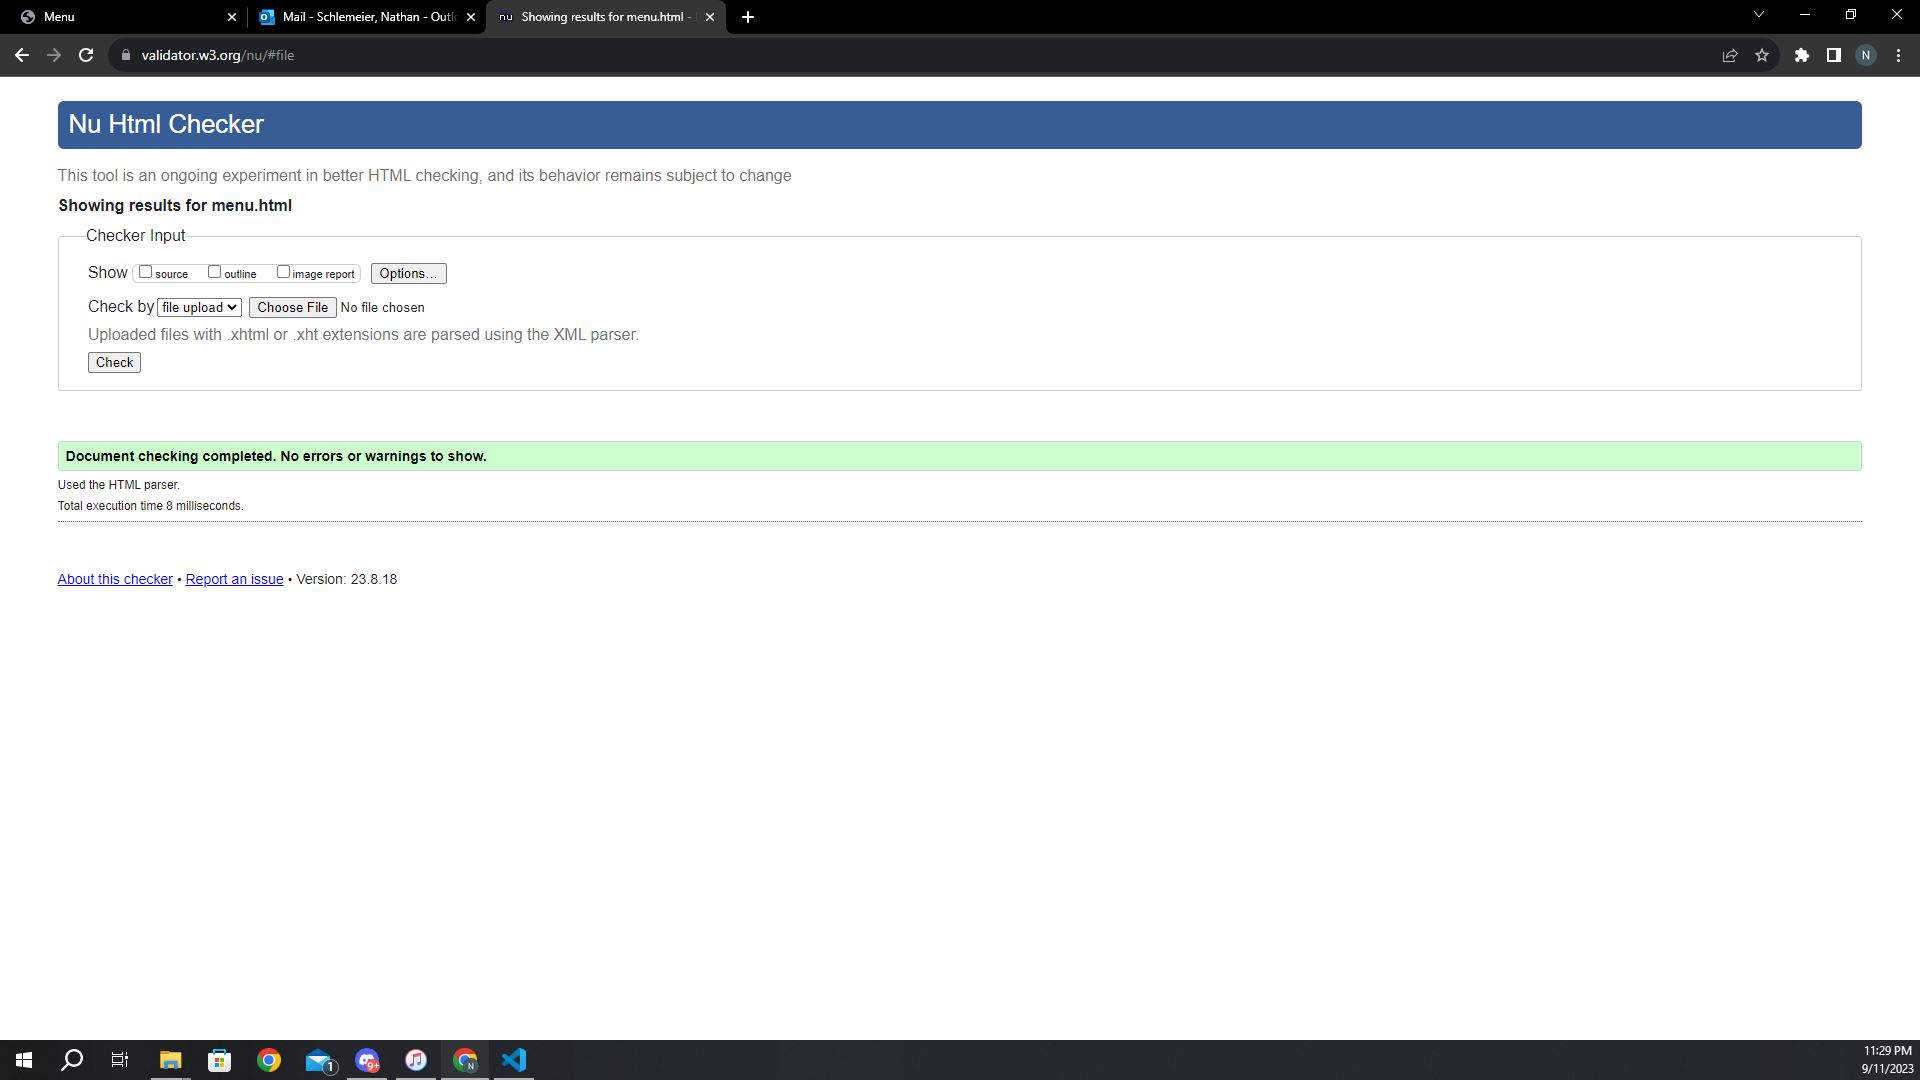 Menu
Mail - Schlemeier, Nathan - Outl
nu Showing results for menu.html -
validator.w3.org/nu/#file
N
Nu Html Checker
This tool is an ongoing experiment in better HTML checking, and its behavior remains subject to change
Showing results for menu.html
Checker Input
Show source outline image report Options...
Check by file upload Choose File No file chosen
Uploaded files with .xhtml or .xht extensions are parsed using the XML parser.
Check
Document checking completed. No errors or warnings to show.
Used the HTML parser.
Total execution time 8 milliseconds.
About this checker • Report an issue • Version: 23.8.18
1
9+
N
11:29 PM
9/11/2023